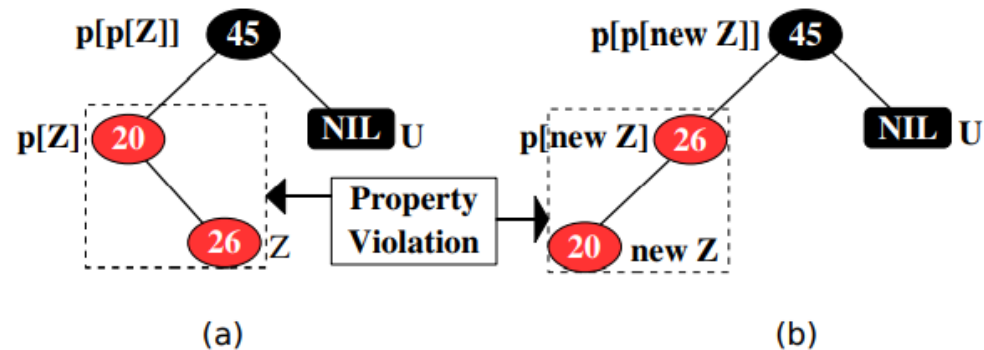 p[p[Z]] 45
p[Z] 20 NIL U
26 Z
Property
Violation
p[p[new Z]] 45
p[new Z] 26 NIL U
20 new Z
(a)
(b)